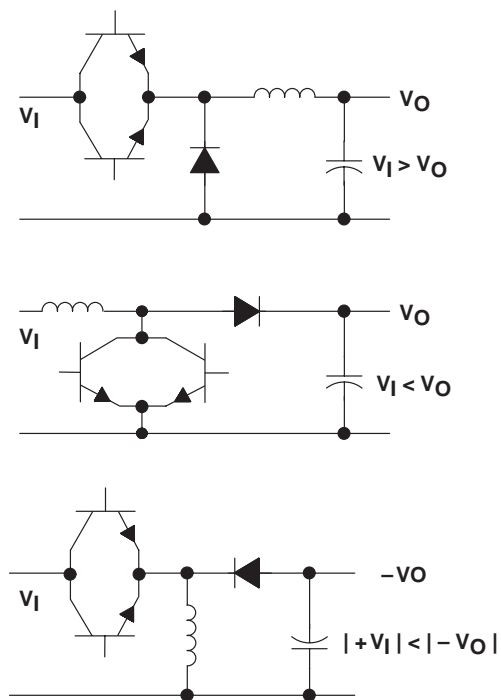 VI
VO
VI > VO
VI
VO
VI < VO
VI
–VO
| + VI | < | – VO |